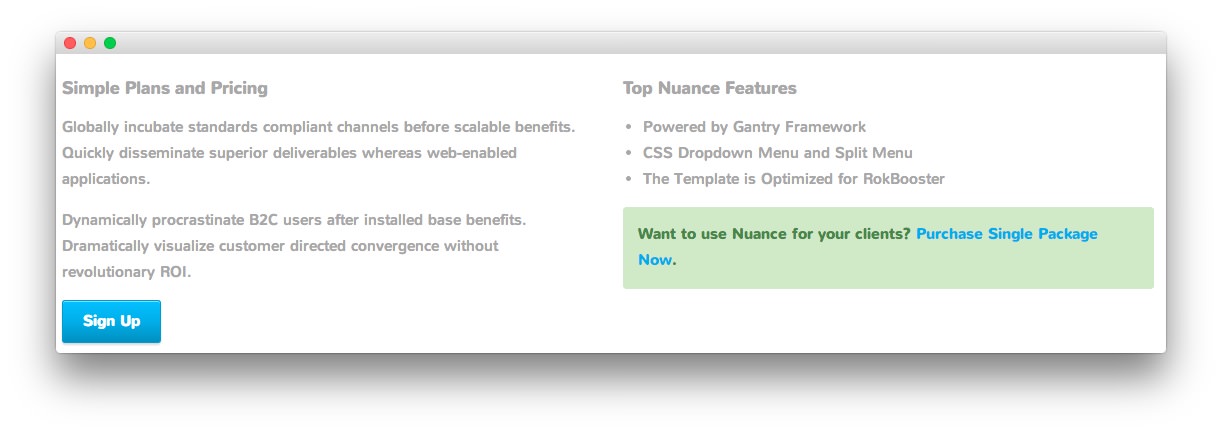 Simple Plans and Pricing
Globally incubate standards compliant channels before scalable benefits.
Quickly disseminate superior deliverables whereas web-enabled
applications.
Dynamically procrastinate B2C users after installed base benefits.
Dramatically visualize customer directed convergence without
revolutionary ROI.
Sign Up
Top Nuance Features
• Powered by Gantry Framework
• CSS Dropdown Menu and Split Menu
• The Template is Optimized for RokBooster
Want to use Nuance for your clients? Purchase Single Package
Now.